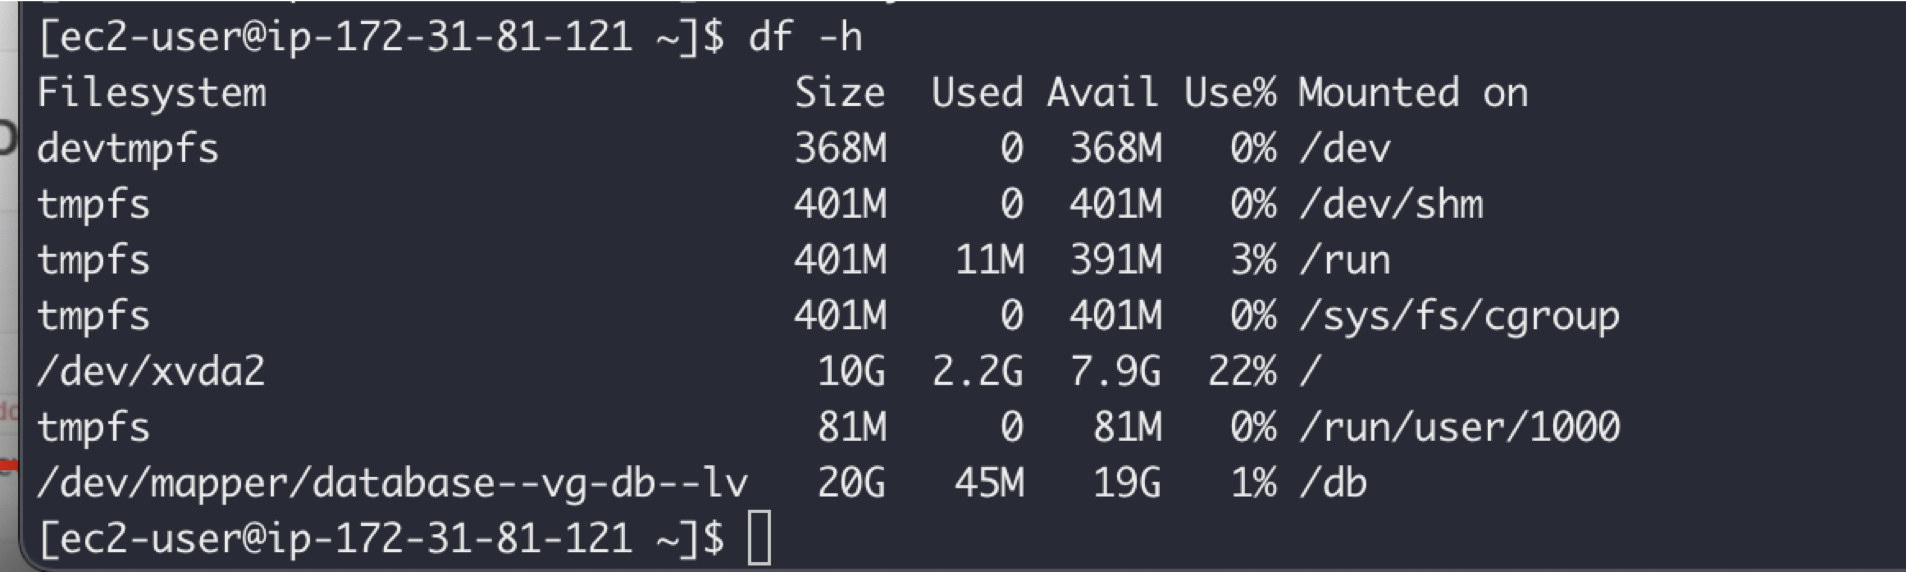 [ec2-user@ip-172-31-81-121 ~]$ df -h
Filesystem                      Size  Used Avail Use% Mounted on
devtmpfs                        368M     0  368M   0% /dev
tmpfs                           401M     0  401M   0% /dev/shm
tmpfs                           401M   11M  391M   3% /run
tmpfs                           401M     0  401M   0% /sys/fs/cgroup
/dev/xvda2                       10G  2.2G  7.9G  22% /
tmpfs                            81M     0   81M   0% /run/user/1000
/dev/mapper/database--vg-db--lv   20G   45M   19G   1% /db
[ec2-user@ip-172-31-81-121 ~]$